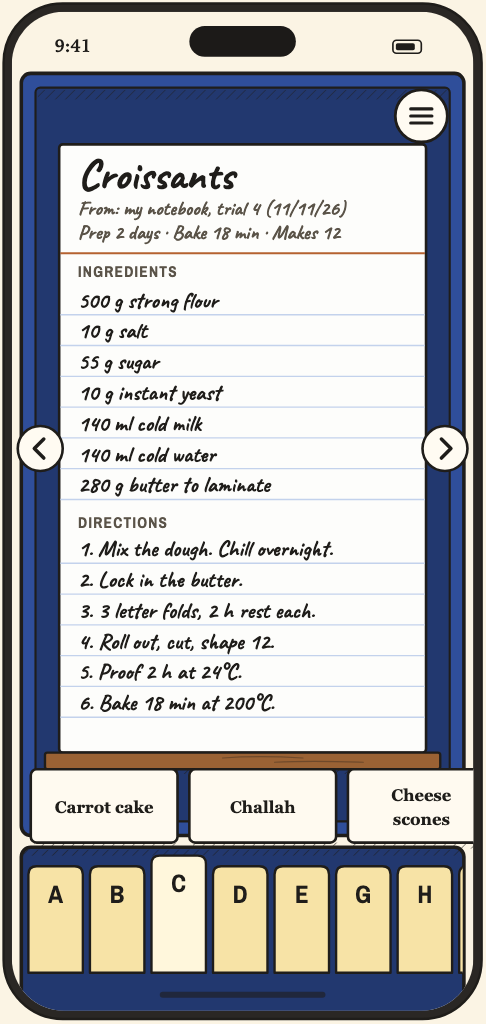 9:41
Croissants
From: my notebook, trial 4 (11/11/26)
Prep 2 days · Bake 18 min · Makes 12
INGREDIENTS
500 g strong flour
10 g salt
55 g sugar
10 g instant yeast
140 ml cold milk
140 ml cold water
280 g butter to laminate
DIRECTIONS
1. Mix the dough. Chill overnight.
2. Lock in the butter.
3. 3 letter folds, 2 h rest each.
4. Roll out, cut, shape 12.
5. Proof 2 h at 24°C.
6. Bake 18 min at 200°C.
Carrot cake
Challah
Cheese
scones
A B C D E G H